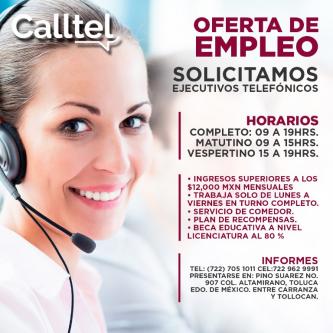 Calltel
OFERTA DE
EMPLEO
SOLICITAMOS
EJECUTIVOS TELEFÓNICOS
HORARIOS
COMPLETO: 09 A 19HRS.
MATUTINO 09 A 15HRS.
VESPERTINO 15 A 19HRS.
• INGRESOS SUPERIORES A LOS
$12,000 MXN MENSUALES
• TRABAJA SOLO DE LUNES A
VIERNES EN TURNO COMPLETO.
• SERVICIO DE COMEDOR.
• PLAN DE RECOMPENSAS.
• BECA EDUCATIVA A NIVEL
LICENCIATURA AL 80 %
INFORMES
TEL: (722) 705 1011 CEL:722 962 9991
PRESENTARSE EN: PINO SUAREZ NO.
907 COL. ALTAMIRANO, TOLUCA
EDO. DE MÉXICO. ENTRE CARRANZA
Y TOLLOCAN.